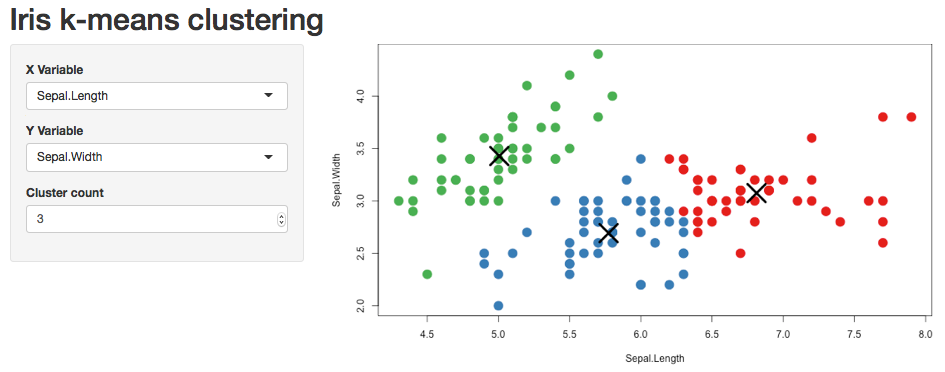 Iris k-means clustering
X Variable
Sepal.Length
Y Variable
Sepal.Width
Cluster count
3
Sepal.Width
4.0
3.5
3.0
2.5
2.0
4.5 5.0 5.5 6.0 6.5 7.0 7.5 8.0
Sepal.Length